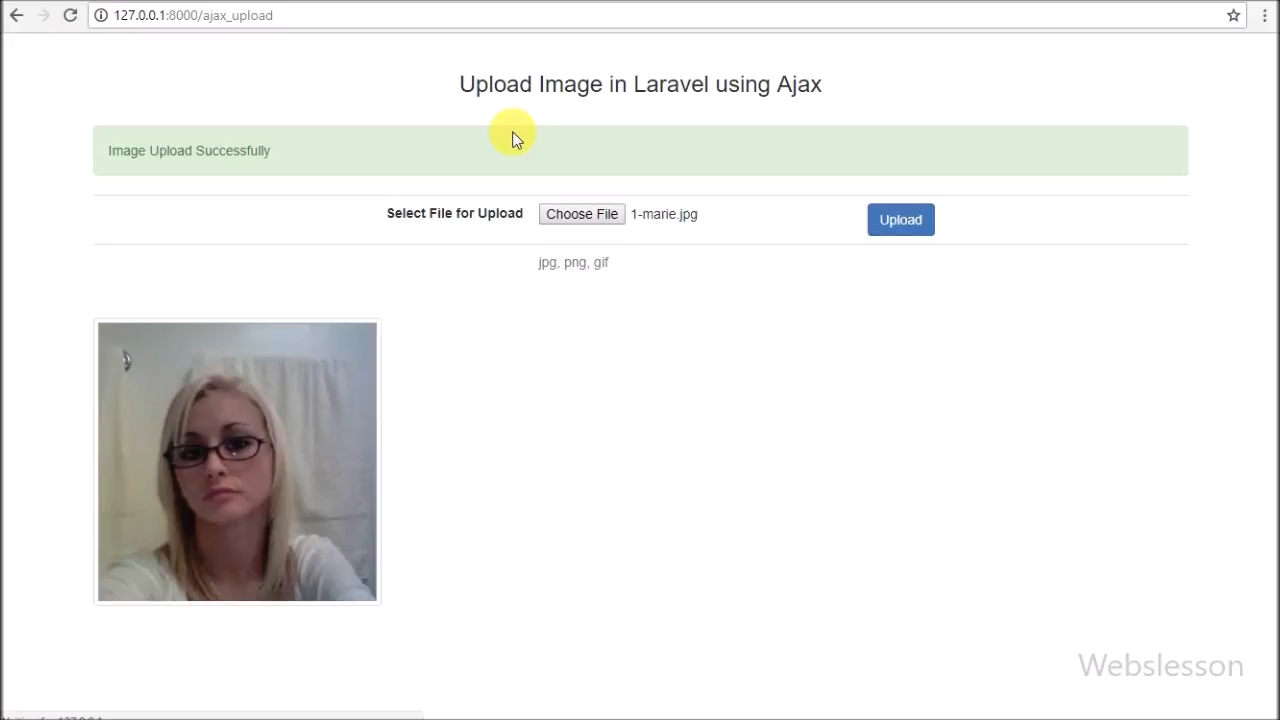 127.0.0.1:8000/ajax_upload
Upload Image in Laravel using Ajax
Image Upload Successfully
Select File for Upload Choose File 1-marie.jpg Upload
jpg, png, gif
Webslesson